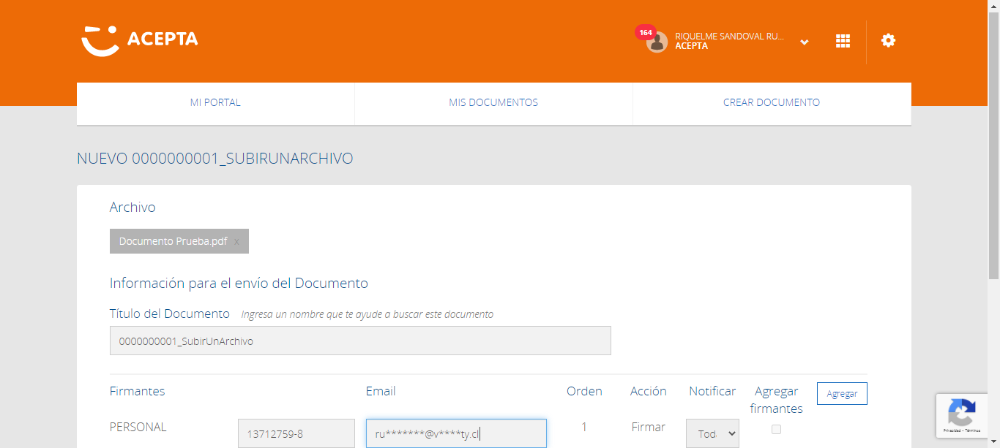 ACEPTA
164
RIQUELME SANDOVAL RU...
ACEPTA
MI PORTAL
MIS DOCUMENTOS
CREAR DOCUMENTO
NUEVO 0000000001_SUBIRUNARCHIVO
Archivo
Documento Prueba.pdf x
Información para el envío del Documento
Título del Documento Ingresa un nombre que te ayude a buscar este documento
0000000001_SubirUnArchivo
Firmantes Email Orden Acción Notificar Agregar firmantes Agregar
PERSONAL 13712759-8 ru*******@v****ty.cl 1 Firmar Tod
Privacidad - Términos